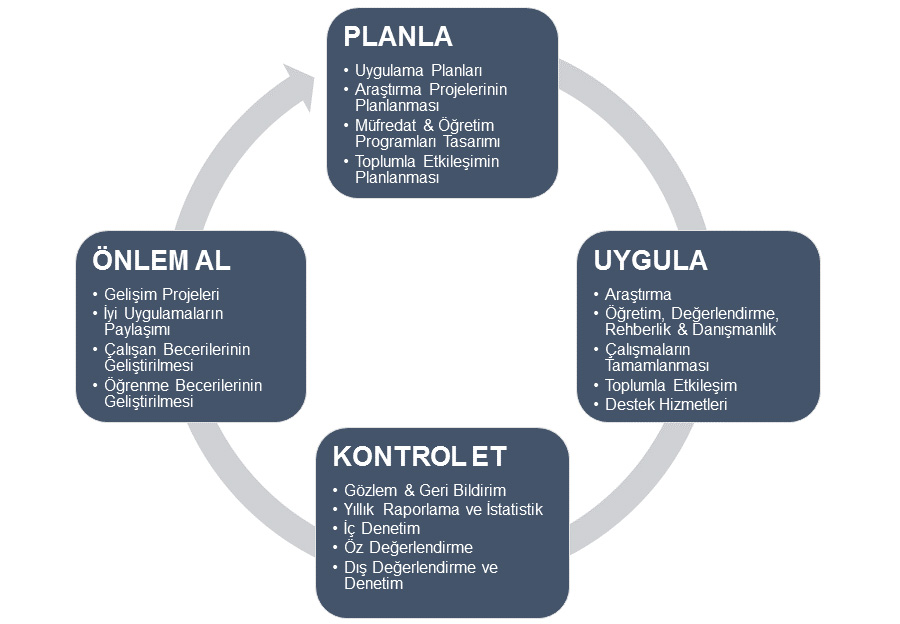 PLANLA
• Uygulama Planları
• Araştırma Projelerinin
Planlanması
• Müfredat & Öğretim
Programları Tasarımı
• Toplumla Etkileşimin
Planlanması
UYGULA
• Araştırma
• Öğretim, Değerlendirme,
Rehberlik & Danışmanlık
• Çalışmaların
Tamamlanması
• Toplumla Etkileşim
• Destek Hizmetleri
KONTROL ET
• Gözlem & Geri Bildirim
• Yıllık Raporlama ve İstatistik
• İç Denetim
• Öz Değerlendirme
• Dış Değerlendirme ve
Denetim
ÖNLEM AL
• Gelişim Projeleri
• İyi Uygulamaların
Paylaşımı
• Çalışan Becerilerinin
Geliştirilmesi
• Öğrenme Becerilerinin
Geliştirilmesi